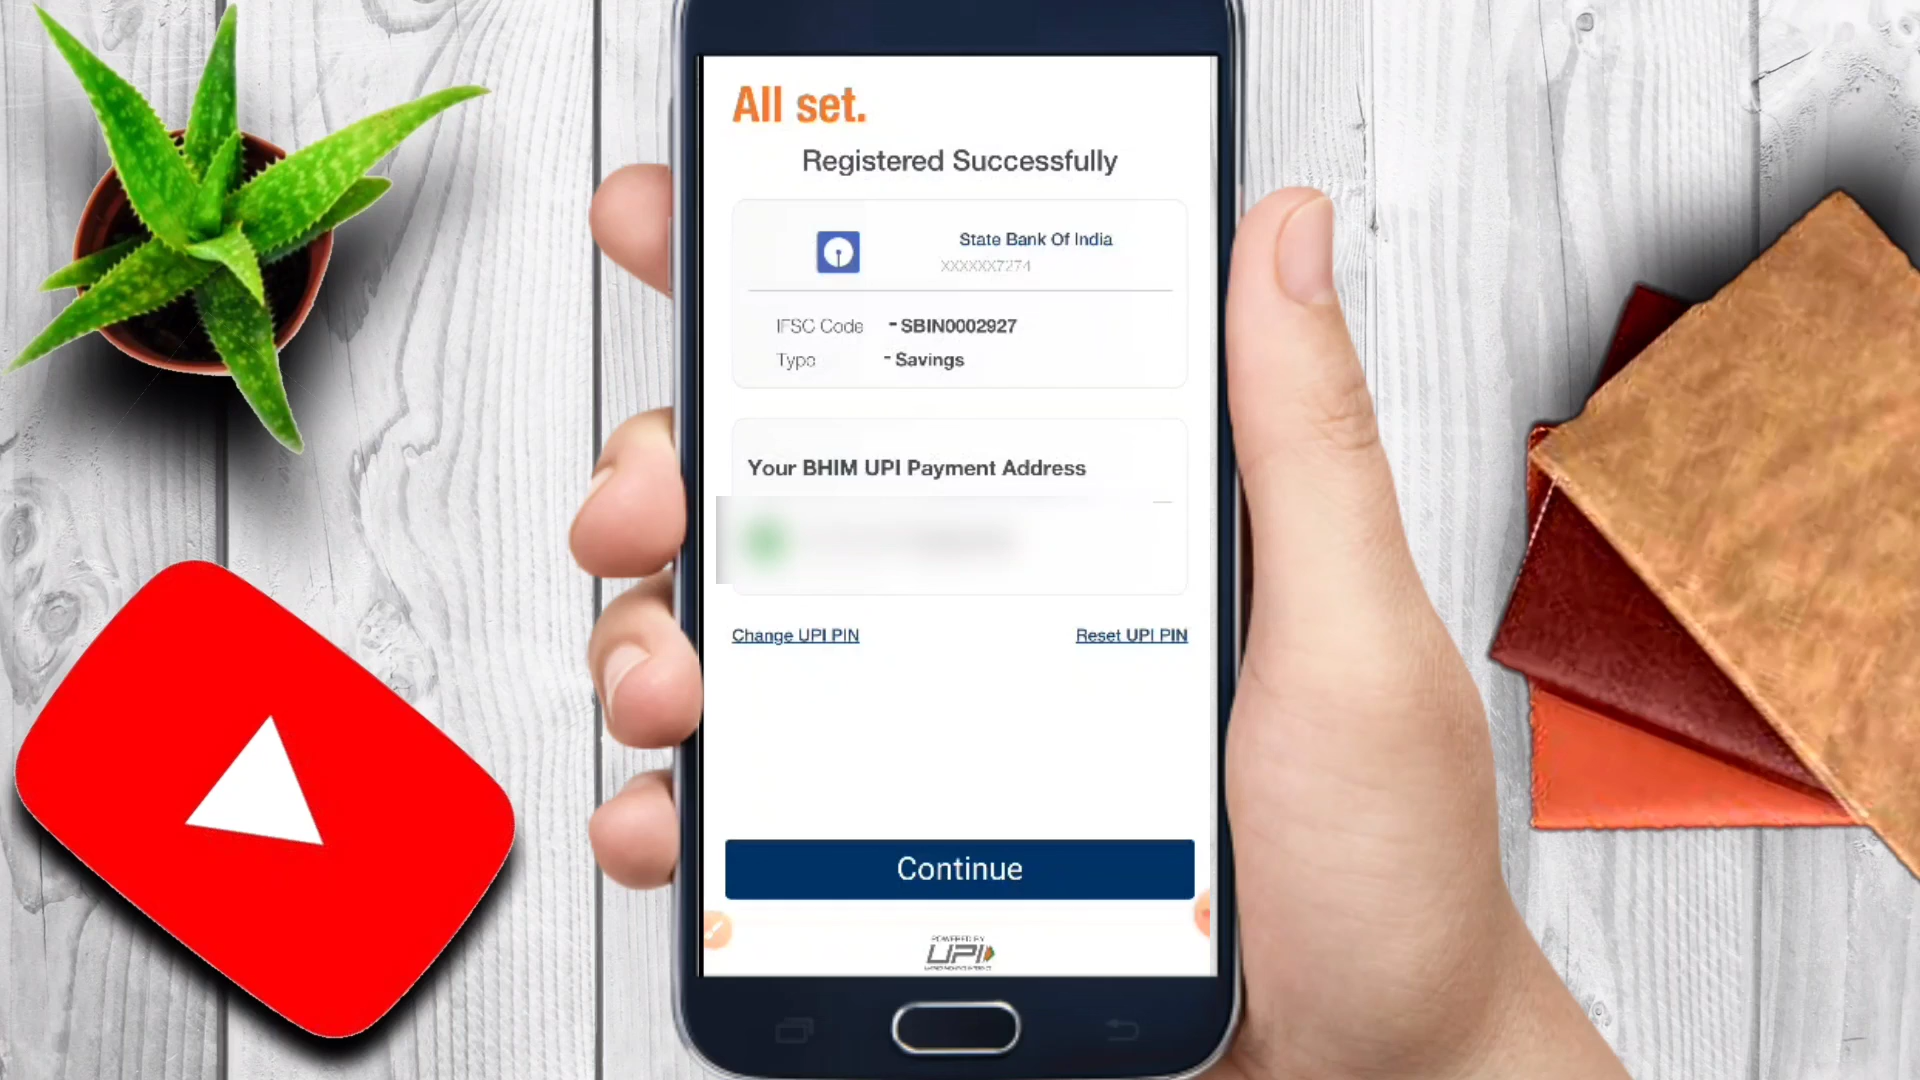 All set.
Registered Successfully
State Bank Of India
XXXXXX7274
IFSC Code - SBIN0002927
Type - Savings
Your BHIM UPI Payment Address
Change UPI PIN
Reset UPI PIN
Continue
POWERED BY
UPI